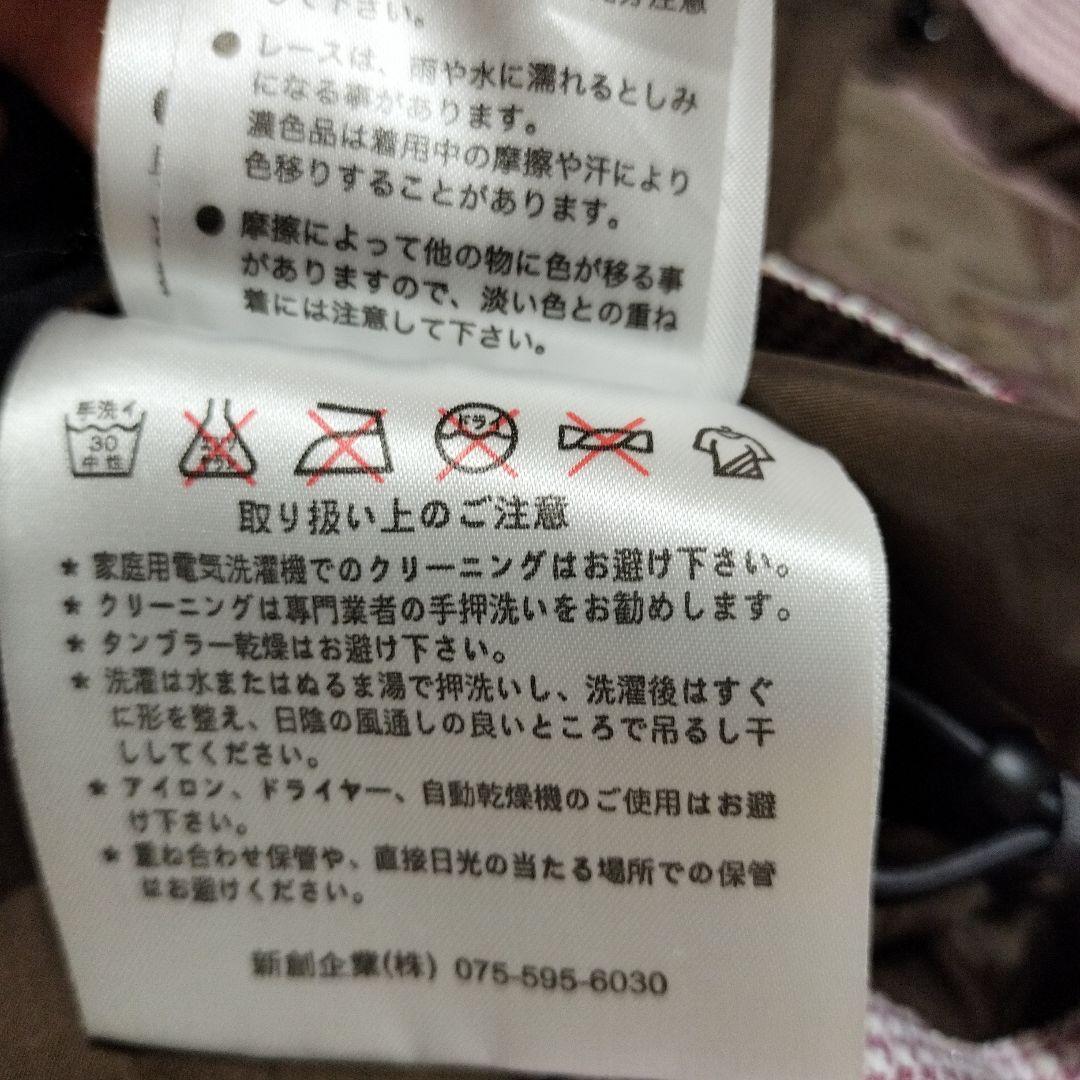 して下さい。
注意
● レースは、雨や水に濡れるとしみ
になる事があります。
濃色品は着用中の摩擦や汗により
色移りすることがあります。
● 摩擦によって他の物に色が移る事
がありますので、淡い色との重ね
着には注意して下さい。
手洗イ
30
中性
ドライ
取り扱い上のご注意
* 家庭用電気洗濯機でのクリーニングはお避け下さい。
* クリーニングは専門業者の手押洗いをお勧めします。
* タンブラー乾燥はお避け下さい。
* 洗濯は水またはぬるま湯で押洗いし、洗濯後はすぐ
に形を整え、日陰の風通しの良いところで吊るし干
ししてください。
* アイロン、ドライヤー、自動乾燥機のご使用はお避
け下さい。
* 重ね合わせ保管や、直接日光の当たる場所での保管
はお避けください。
新創企業(株) 075-595-6030